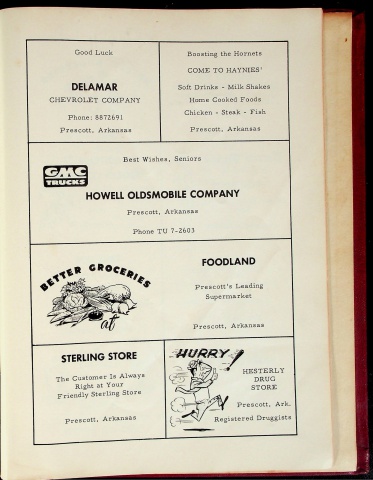 Good Luck
DELAMAR
CHEVROLET COMPANY
Phone: 8872691
Prescott, Arkansas
Boosting the Hornets
COME TO HAYNIES'
Soft Drinks - Milk Shakes
Home Cooked Foods
Chicken - Steak - Fish
Prescott, Arkansas
Best Wishes, Seniors
GMC
TRUCKS
HOWELL OLDSMOBILE COMPANY
Prescott, Arkansas
Phone TU 7-2603
BETTER GROCERIES
at
FOODLAND
Prescott's Leading
Supermarket
Prescott, Arkansas
STERLING STORE
The Customer Is Always
Right at Your
Friendly Sterling Store
Prescott, Arkansas
HURRY!
HESTERLY
DRUG
STORE
Prescott, Ark.
Registered Druggists